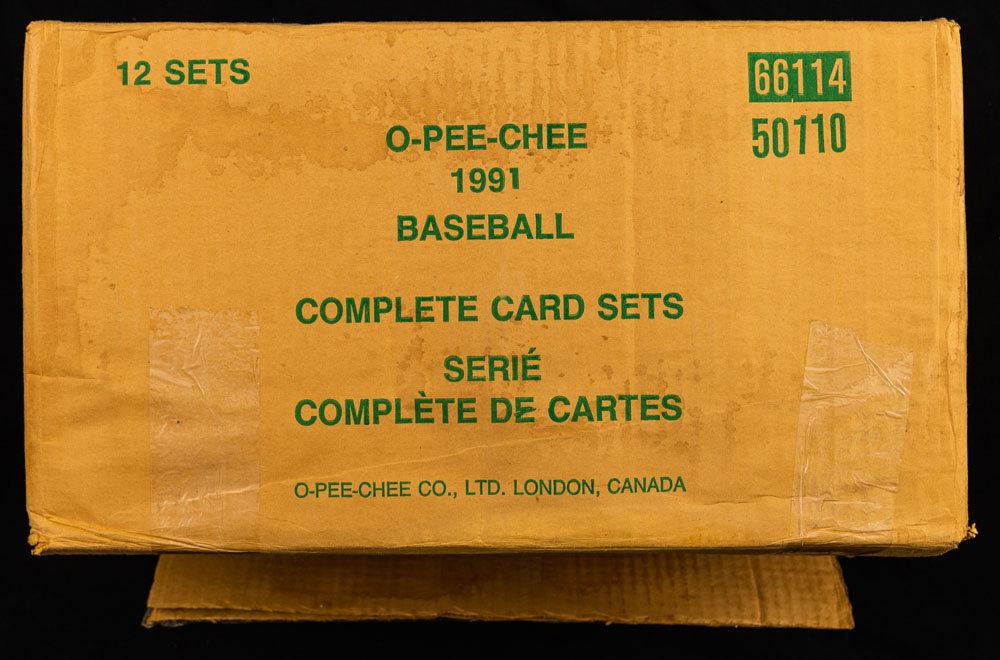 12 SETS
66114
50110
O-PEE-CHEE
1991
BASEBALL
COMPLETE CARD SETS
SERIÉ
COMPLÈTE DE CARTES
O-PEE-CHEE CO., LTD. LONDON, CANADA